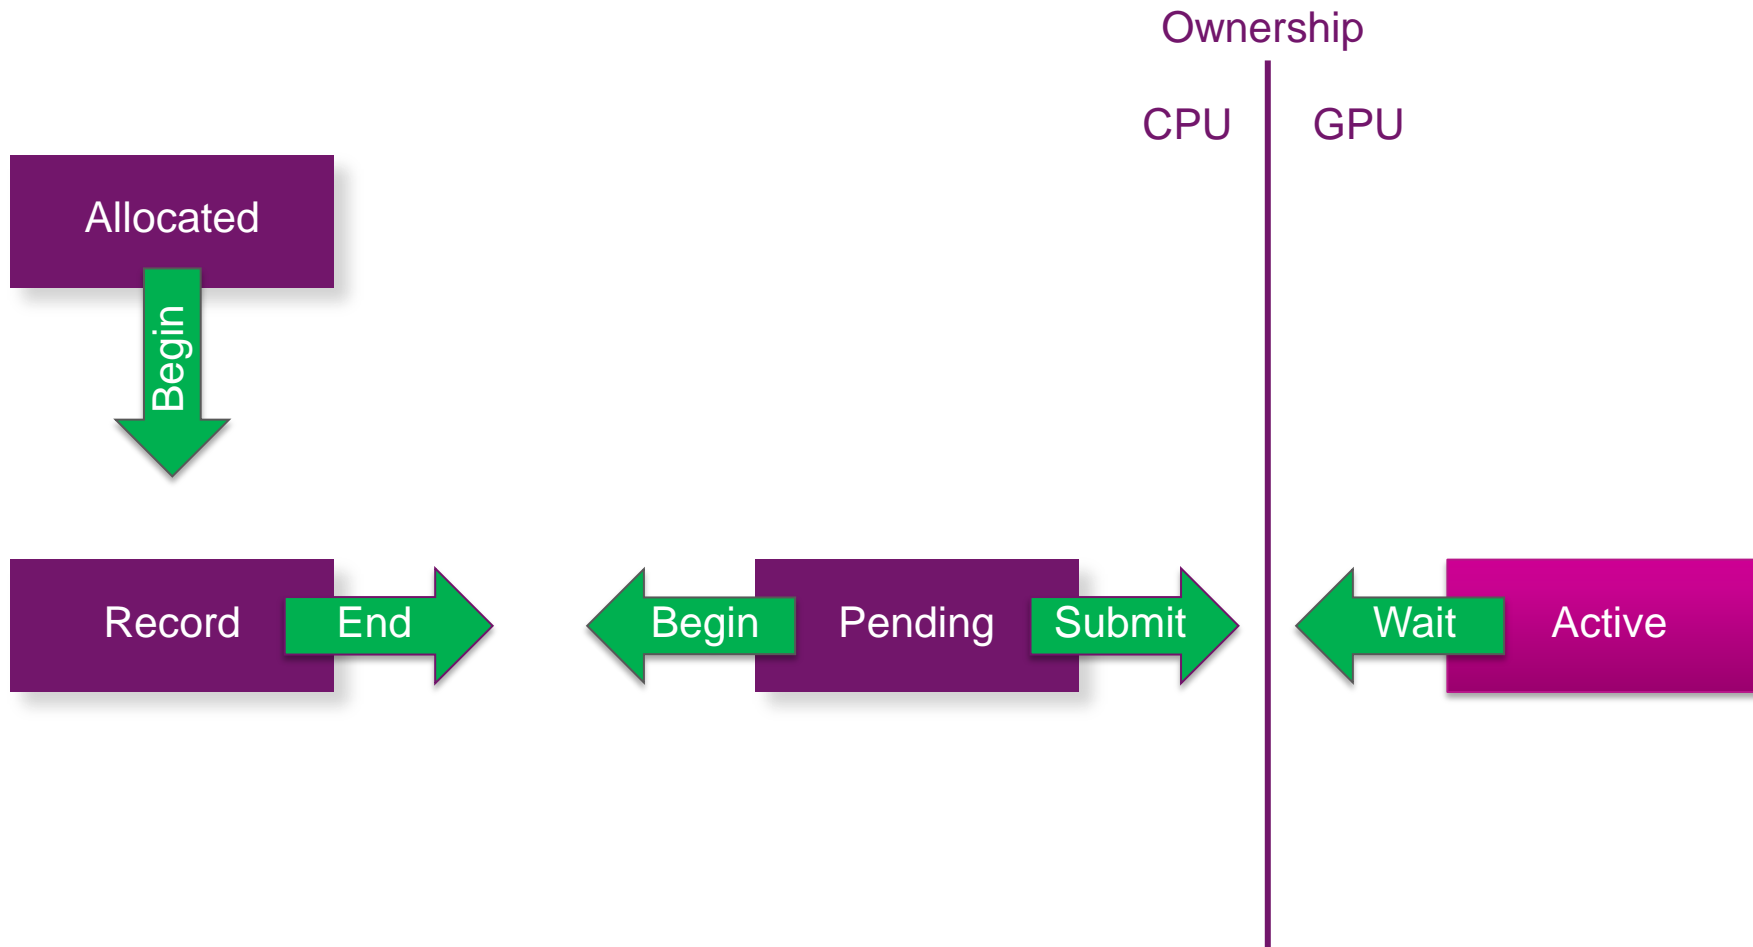 Ownership
CPU
GPU
Allocated
Begin
Record
End
Begin
Pending
Submit
Wait
Active